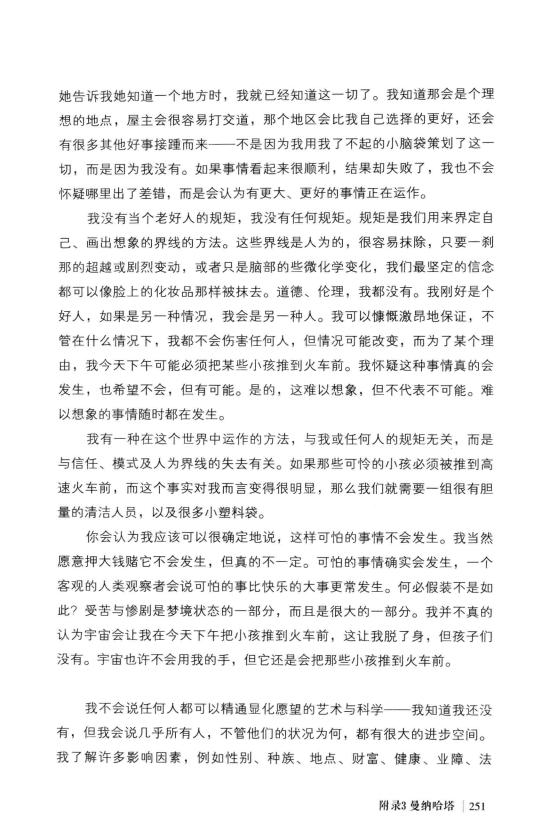 她告诉我她知道一个地方时，我就已经知道这一切了。我知道那会是个理
想的地点，屋主会很容易打交道，那个地区会比我自己选择的更好，还会
有很多其他好事接踵而来——不是因为我用我了不起的小脑袋策划了这一
切，而是因为我没有。如果事情看起来很顺利，结果却失败了，我也不会
怀疑哪里出了差错，而是会认为有更大、更好的事情正在运作。
我没有当个老好人的规矩，我没有任何规矩。规矩是我们用来界定自
己、画出想象的界线的方法。这些界线是人为的，很容易抹除，只要一刹
那的超越或剧烈变动，或者只是脑部的些微化学变化，我们最坚定的信念
都可以像脸上的化妆品那样被抹去。道德、伦理，我都没有。我刚好是个
好人，如果是另一种情况，我会是另一种人。我可以慷慨激昂地保证，不
管在什么情况下，我都不会伤害任何人，但情况可能改变，而为了某个理
由，我今天下午可能必须把某些小孩推到火车前。我怀疑这种事情真的会
发生，也希望不会，但有可能。是的，这难以想象，但不代表不可能。难
以想象的事情随时都在发生。
我有一种在这个世界中运作的方法，与我或任何人的规矩无关，而是
与信任、模式及人为界线的失去有关。如果那些可怜的小孩必须被推到高
速火车前，而这个事实对我而言变得很明显，那么我们就需要一组很有胆
量的清洁人员，以及很多小塑料袋。
你会认为我应该可以很确定地说，这样可怕的事情不会发生。我当然
愿意押大钱赌它不会发生，但真的不一定。可怕的事情确实会发生，一个
客观的人类观察者会说可怕的事比快乐的大事更常发生。何必假装不是如
此？受苦与惨剧是梦境状态的一部分，而且是很大的一部分。我并不真的
认为宇宙会让我在今天下午把小孩推到火车前，这让我脱了身，但孩子们
没有。宇宙也许不会用我的手，但它还是会把那些小孩推到火车前。
我不会说任何人都可以精通显化愿望的艺术与科学——我知道我还没
有，但我会说几乎所有人，不管他们的状况为何，都有很大的进步空间。
我了解许多影响因素，例如性别、种族、地点、财富、健康、业障、法
附录3 曼纳哈塔 | 251